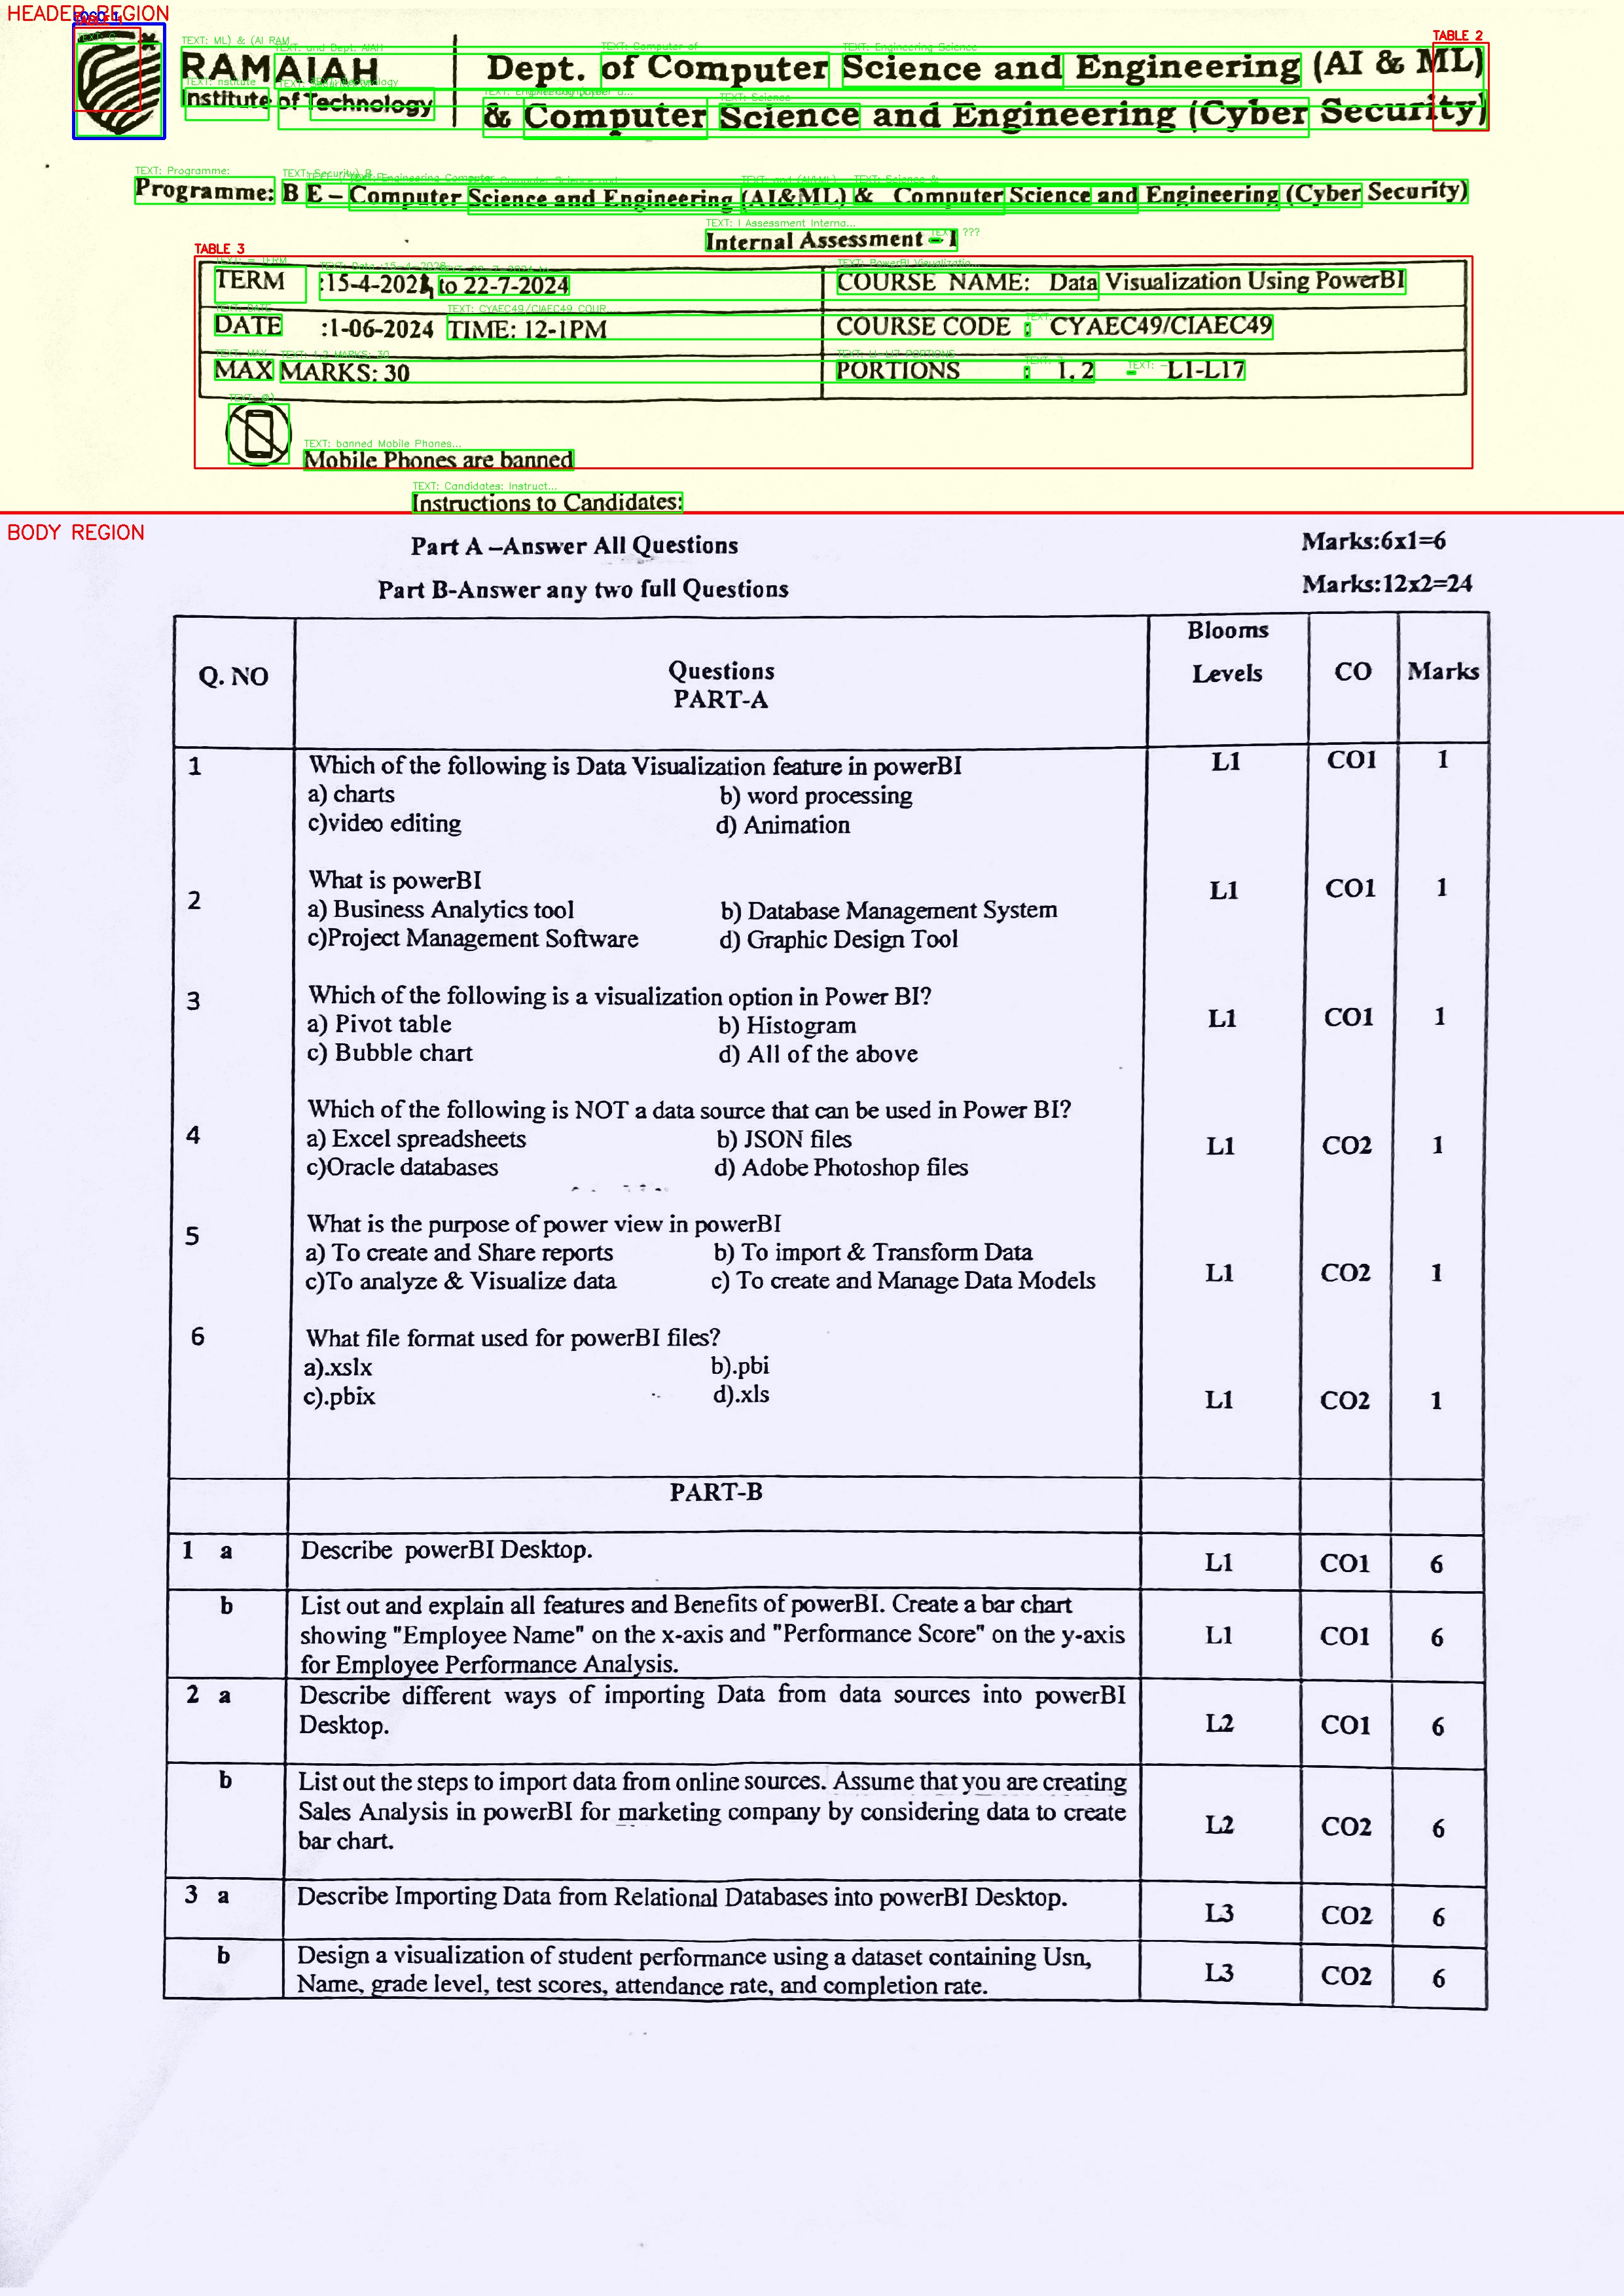 HEADER REGION
RAMAIAH
Institute of Technology
Dept. of Computer Science and Engineering (AI & ML)
& Computer Science and Engineering (Cyber Security)
TABLE 2
Programme: B E – Computer Science and Engineering (AI&ML) & Computer Science and Engineering (Cyber Security)
Internal Assessment – I
TABLE 3
TERM :15-4-2024 to 22-7-2024 COURSE NAME: Data Visualization Using PowerBI
DATE :1-06-2024 TIME: 12-1PM COURSE CODE : CYAEC49/CIAEC49
MAX MARKS: 30 PORTIONS : 1, 2 – L1-L17
Mobile Phones are banned
Instructions to Candidates:
BODY REGION
Part A –Answer All Questions Marks:6x1=6
Part B-Answer any two full Questions Marks:12x2=24
Q. NO Questions Blooms Levels CO Marks
PART-A
1 Which of the following is Data Visualization feature in powerBI L1 CO1 1
a) charts b) word processing
c)video editing d) Animation
2 What is powerBI L1 CO1 1
a) Business Analytics tool b) Database Management System
c)Project Management Software d) Graphic Design Tool
3 Which of the following is a visualization option in Power BI? L1 CO1 1
a) Pivot table b) Histogram
c) Bubble chart d) All of the above
4 Which of the following is NOT a data source that can be used in Power BI? L1 CO2 1
a) Excel spreadsheets b) JSON files
c)Oracle databases d) Adobe Photoshop files
5 What is the purpose of power view in powerBI L1 CO2 1
a) To create and Share reports b) To import & Transform Data
c)To analyze & Visualize data c) To create and Manage Data Models
6 What file format used for powerBI files? L1 CO2 1
a).xslx b).pbi
c).pbix d).xls
PART-B
1 a Describe powerBI Desktop. L1 CO1 6
b List out and explain all features and Benefits of powerBI. Create a bar chart
showing "Employee Name" on the x-axis and "Performance Score" on the y-axis L1 CO1 6
for Employee Performance Analysis.
2 a Describe different ways of importing Data from data sources into powerBI
Desktop. L2 CO1 6
b List out the steps to import data from online sources. Assume that you are creating
Sales Analysis in powerBI for marketing company by considering data to create L2 CO2 6
bar chart.
3 a Describe Importing Data from Relational Databases into powerBI Desktop. L3 CO2 6
b Design a visualization of student performance using a dataset containing Usn, L3 CO2 6
Name, grade level, test scores, attendance rate, and completion rate.